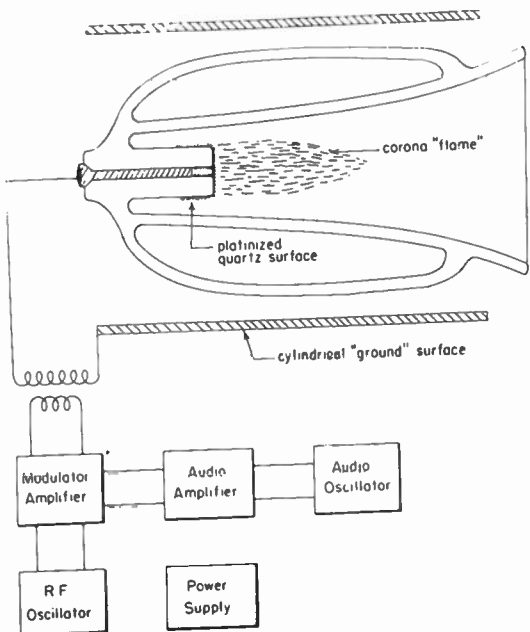 corona "flame"
platinized
quartz surface
cylindrical "ground" surface
Modulator
Amplifier
Audio
Amplifier
Audio
Oscillator
RF
Oscillator
Power
Supply